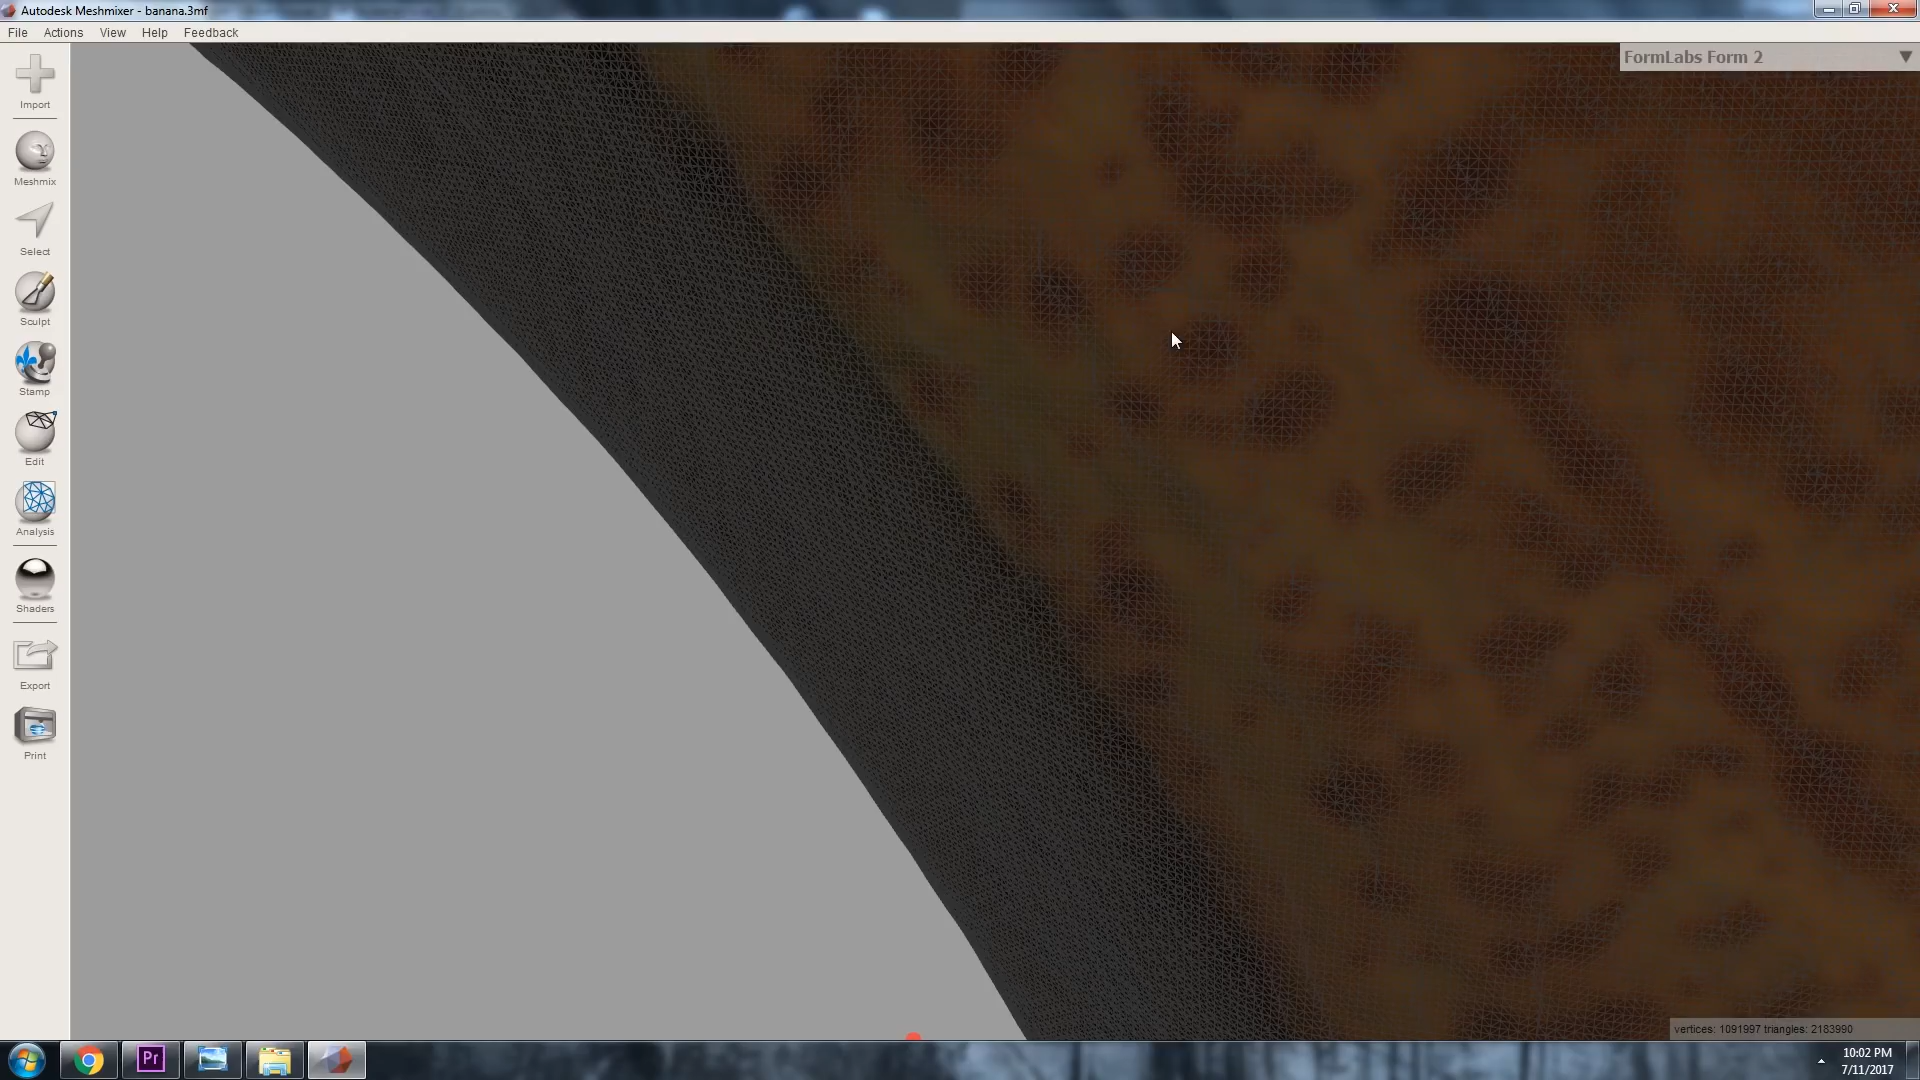 Autodesk Meshmixer - banana.3mf
File Actions View Help Feedback
FormLabs Form 2
Import
Meshmix
Select
Sculpt
Stamp
Edit
Analysis
Shaders
Export
Print
vertices: 1091997 triangles: 2183990
Pr
10:02 PM
7/11/2017